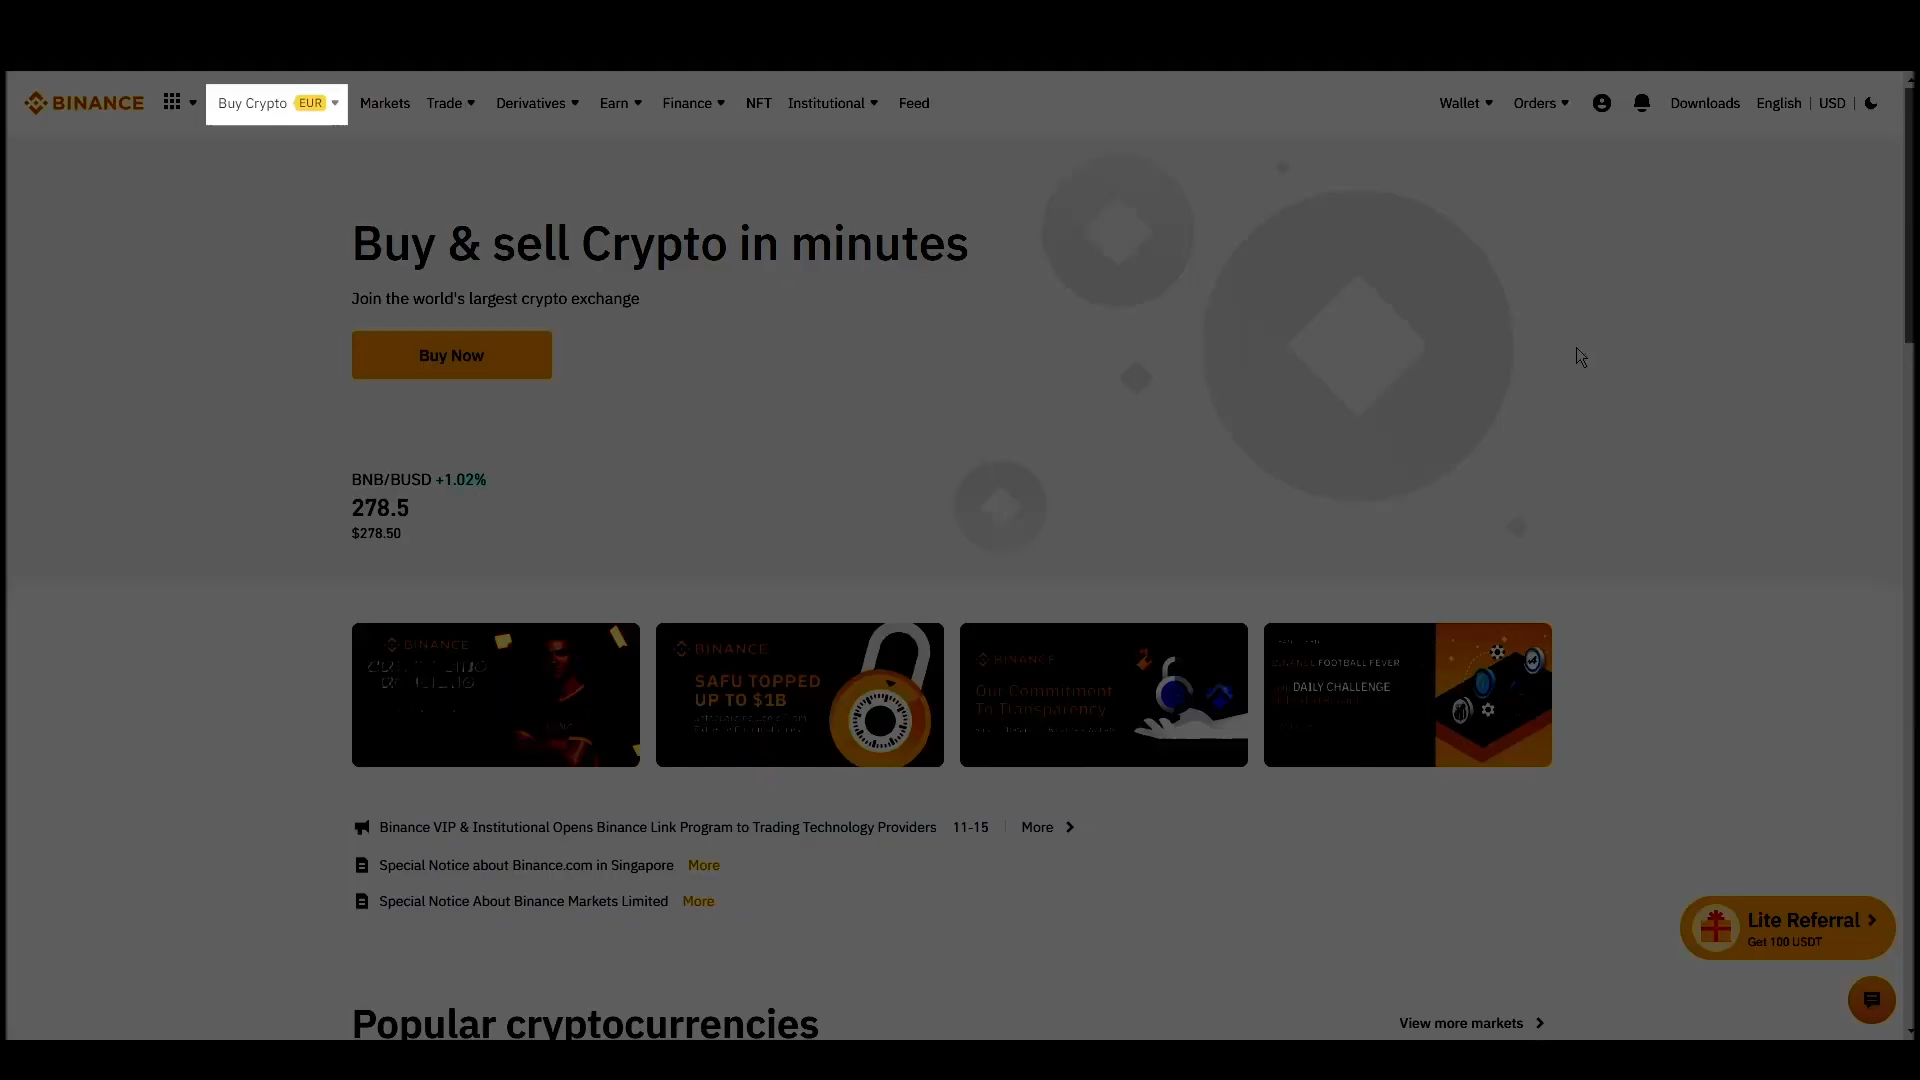 BINANCE
Buy Crypto EUR
Markets
Trade
Derivatives
Earn
Finance
NFT
Institutional
Feed
Wallet
Orders
Downloads
English | USD
Buy & sell Crypto in minutes
Join the world's largest crypto exchange
Buy Now
BNB/BUSD +1.02%
278.5
$278.50
BINANCE
BINANCE
SAFU TOPPED
UP TO $1B
BINANCE
Our Commitment
To Transparency
FOOTBALL FEVER
DAILY CHALLENGE
Binance VIP & Institutional Opens Binance Link Program to Trading Technology Providers 11-15 More
Special Notice about Binance.com in Singapore More
Special Notice About Binance Markets Limited More
Lite Referral
Get 100 USDT
Popular cryptocurrencies
View more markets